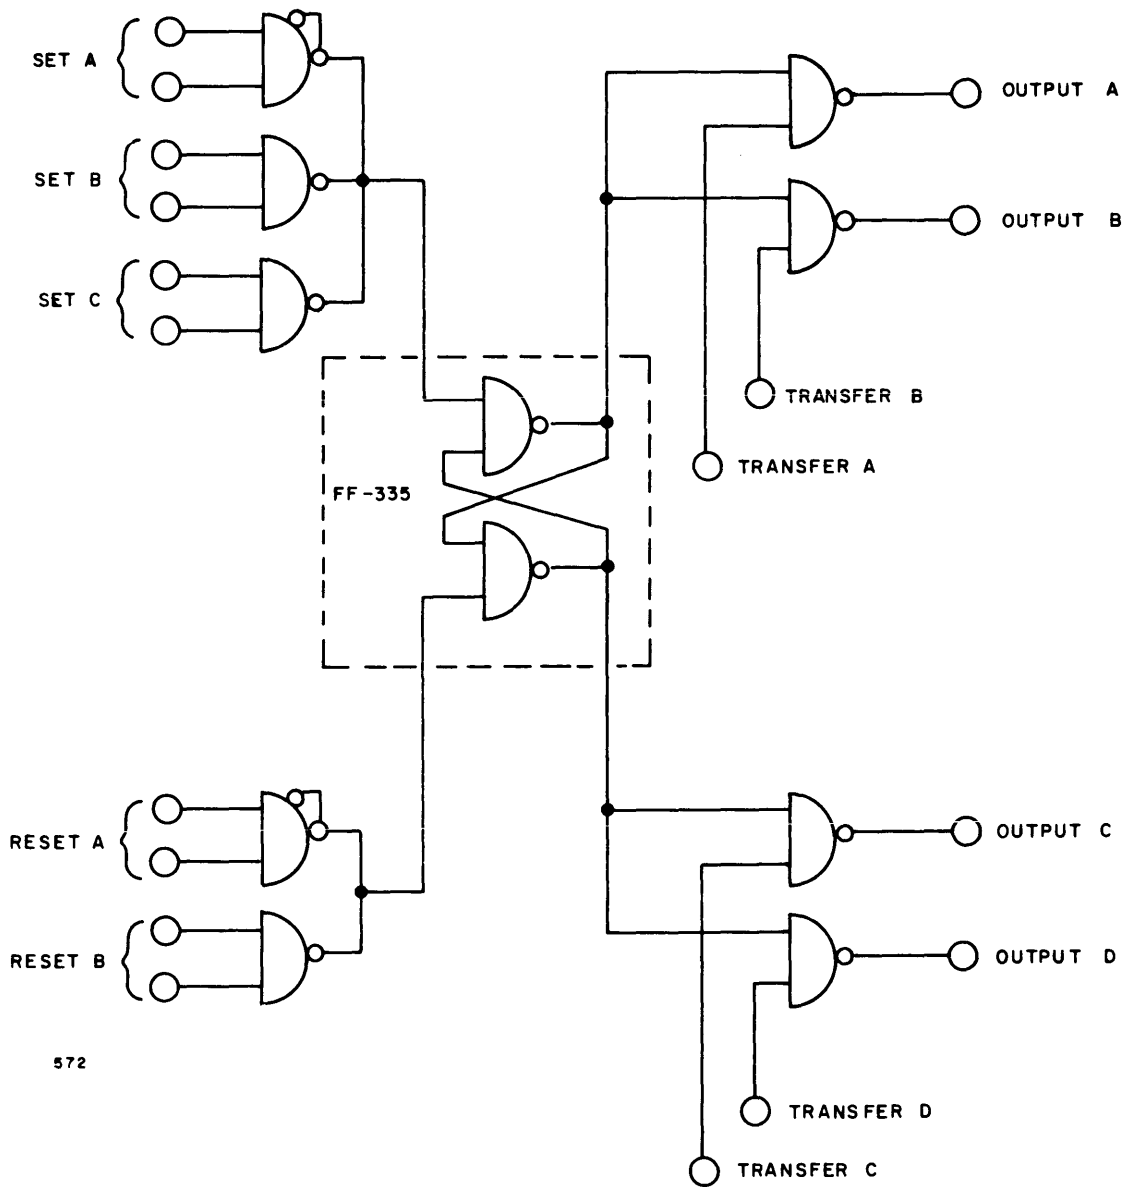 SET A
SET B
SET C
OUTPUT A
OUTPUT B
TRANSFER B
TRANSFER A
FF-335
RESET A
RESET B
OUTPUT C
OUTPUT D
572
TRANSFER D
TRANSFER C